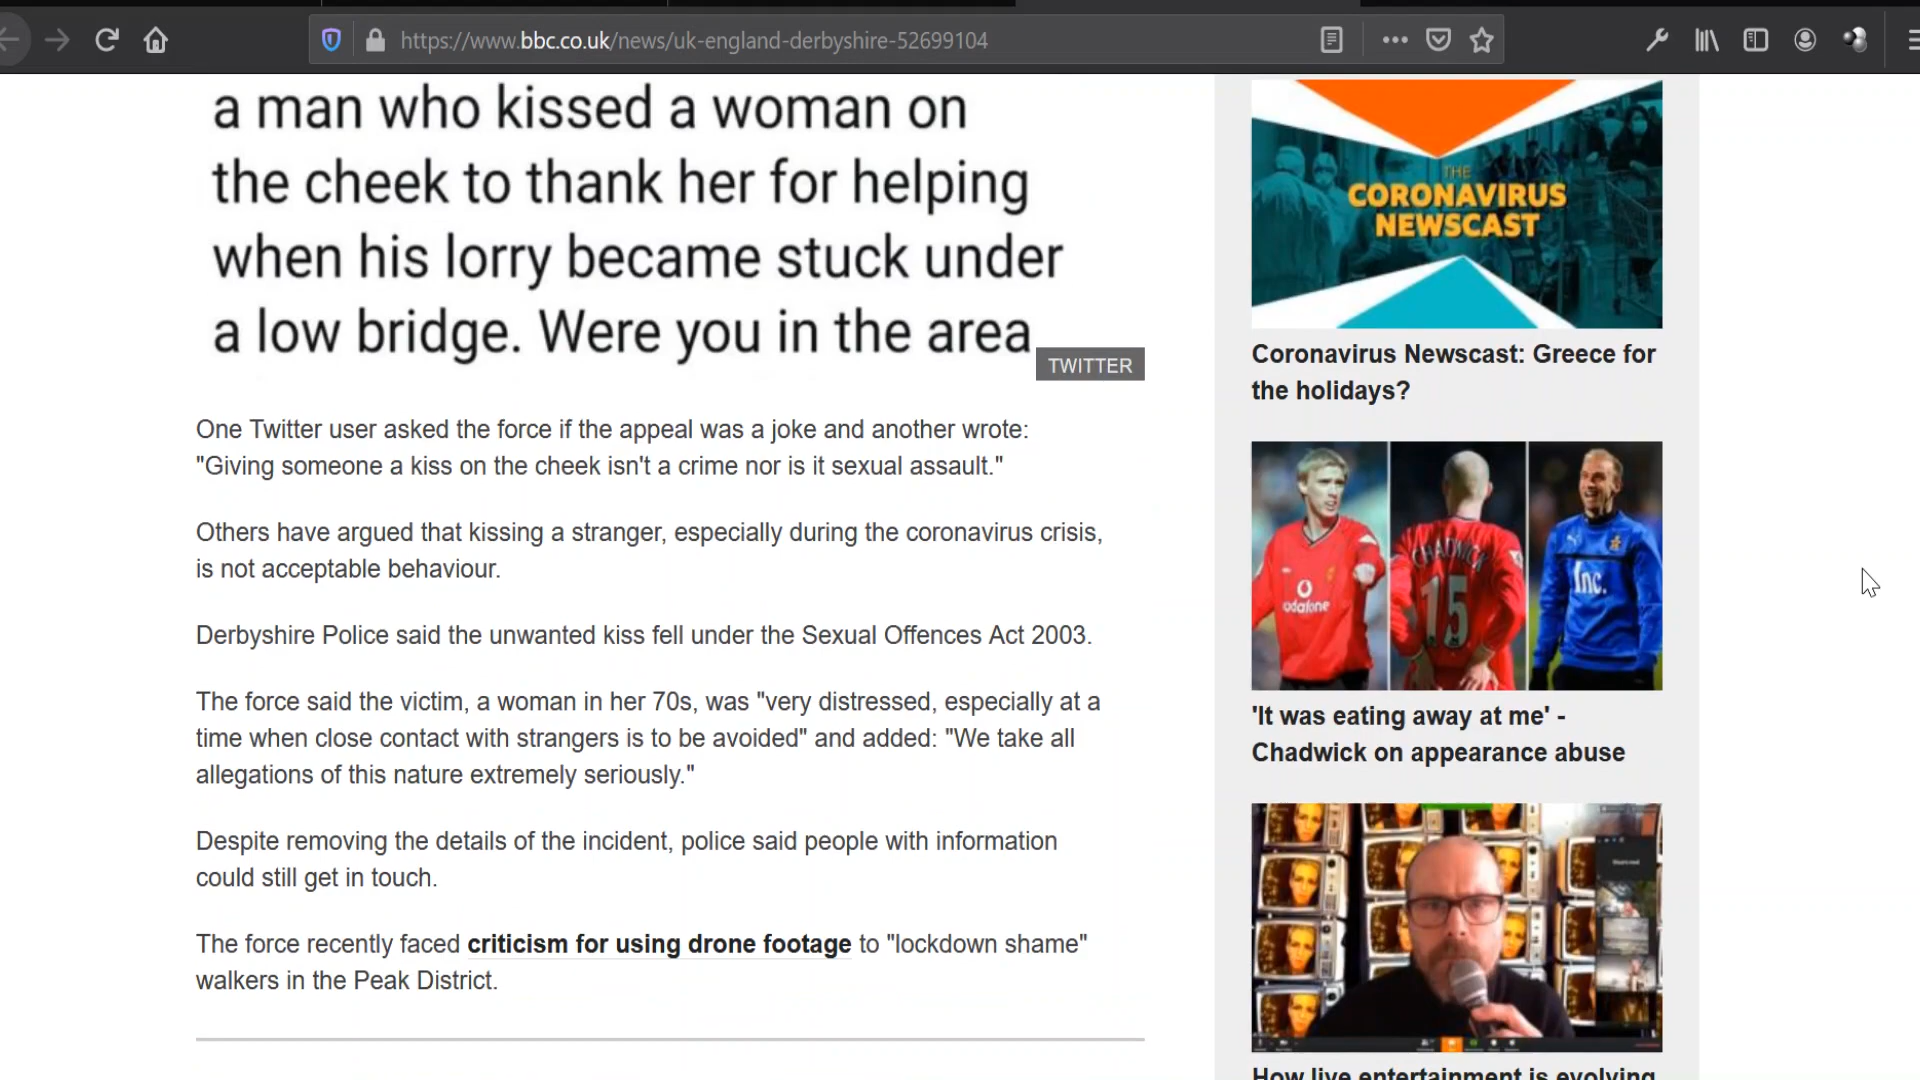 https://www.bbc.co.uk/news/uk-england-derbyshire-52699104
a man who kissed a woman on
the cheek to thank her for helping
when his lorry became stuck under
a low bridge. Were you in the area
TWITTER
One Twitter user asked the force if the appeal was a joke and another wrote:
"Giving someone a kiss on the cheek isn't a crime nor is it sexual assault."
Others have argued that kissing a stranger, especially during the coronavirus crisis,
is not acceptable behaviour.
Derbyshire Police said the unwanted kiss fell under the Sexual Offences Act 2003.
The force said the victim, a woman in her 70s, was "very distressed, especially at a
time when close contact with strangers is to be avoided" and added: "We take all
allegations of this nature extremely seriously."
Despite removing the details of the incident, police said people with information
could still get in touch.
The force recently faced criticism for using drone footage to "lockdown shame"
walkers in the Peak District.
THE
CORONAVIRUS
NEWSCAST
Coronavirus Newscast: Greece for
the holidays?
vodafone
CHADWICK
15
Inc.
'It was eating away at me' -
Chadwick on appearance abuse
How live entertainment is evolving